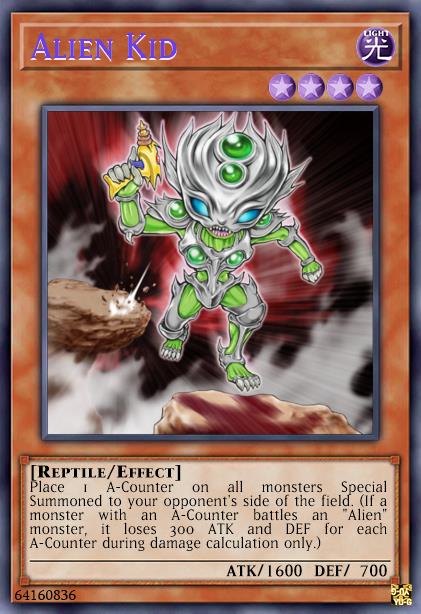 Alien Kid
LIGHT
光
[Reptile/Effect]
Place 1 A-Counter on all monsters Special
Summoned to your opponent's side of the field. (If a
monster with an A-Counter battles an "Alien"
monster, it loses 300 ATK and DEF for each
A-Counter during damage calculation only.)
ATK/1600 DEF/ 700
64160836